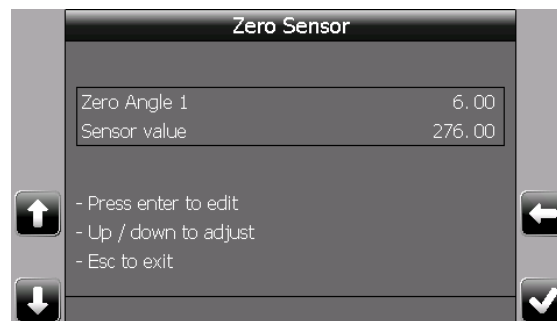 Zero Sensor
Zero Angle 1 6.00
Sensor value 276.00
- Press enter to edit
- Up / down to adjust
- Esc to exit